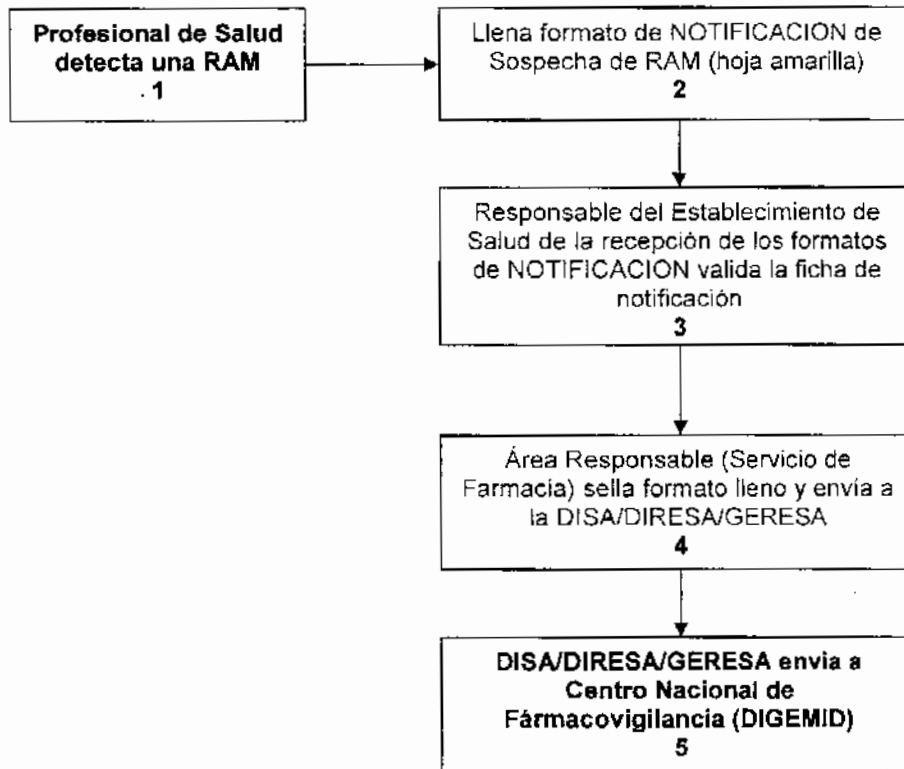 Profesional de Salud
detecta una RAM
1
Llena formato de NOTIFICACION de
Sospecha de RAM (hoja amarilla)
2
Responsable del Establecimiento de
Salud de la recepción de los formatos
de NOTIFICACION valida la ficha de
notificación
3
Área Responsable (Servicio de
Farmacia) sella formato lleno y envía a
la DISA/DIRESA/GERESA
4
DISA/DIRESA/GERESA envia a
Centro Nacional de
Fármacovigilancia (DIGEMID)
5